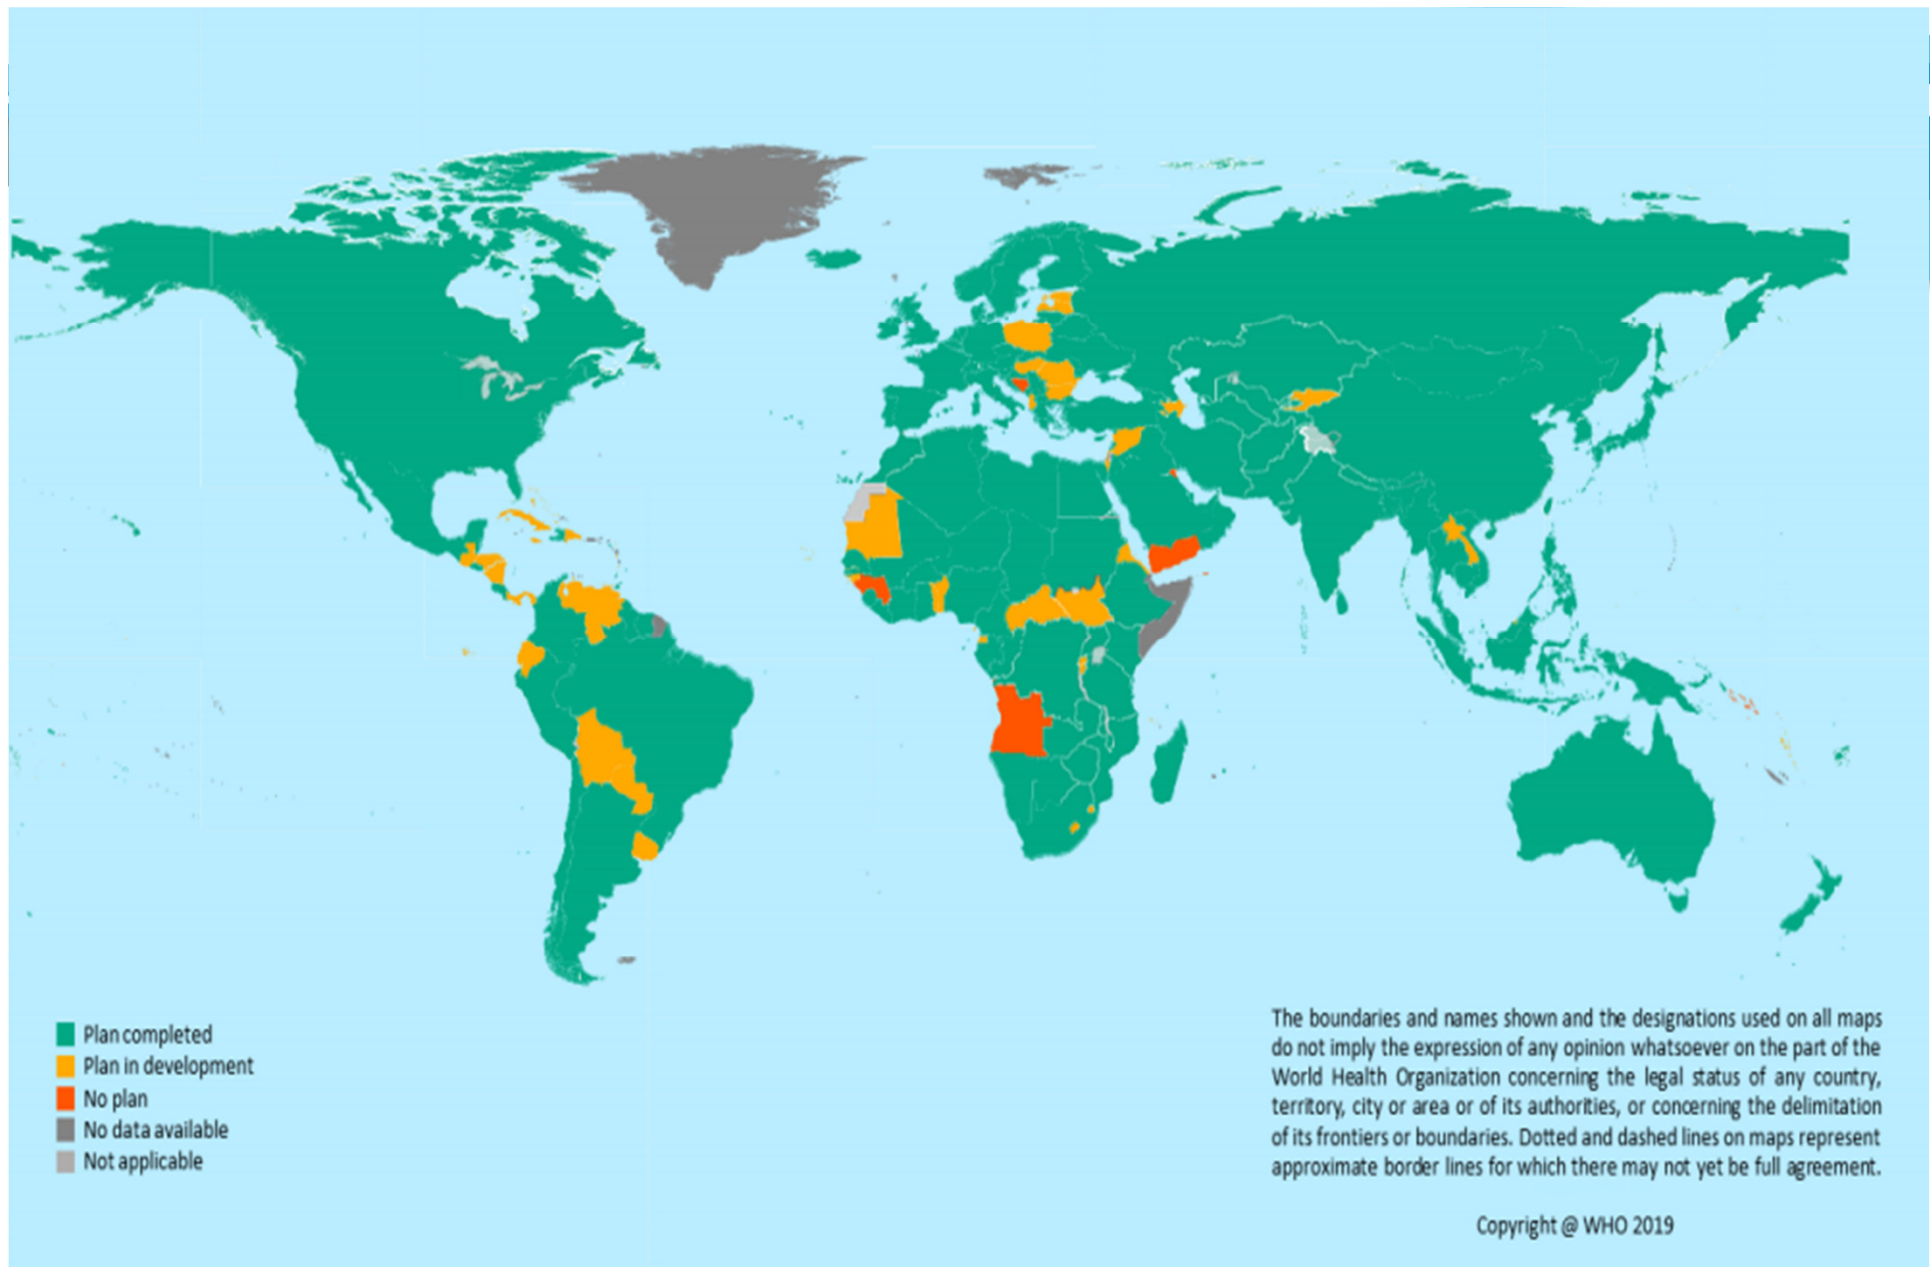 Plan completed
Plan in development
No plan
No data available
Not applicable
The boundaries and names shown and the designations used on all maps
do not imply the expression of any opinion whatsoever on the part of the
World Health Organization concerning the legal status of any country,
territory, city or area or of its authorities, or concerning the delimitation
of its frontiers or boundaries. Dotted and dashed lines on maps represent
approximate border lines for which there may not yet be full agreement.
Copyright @ WHO 2019